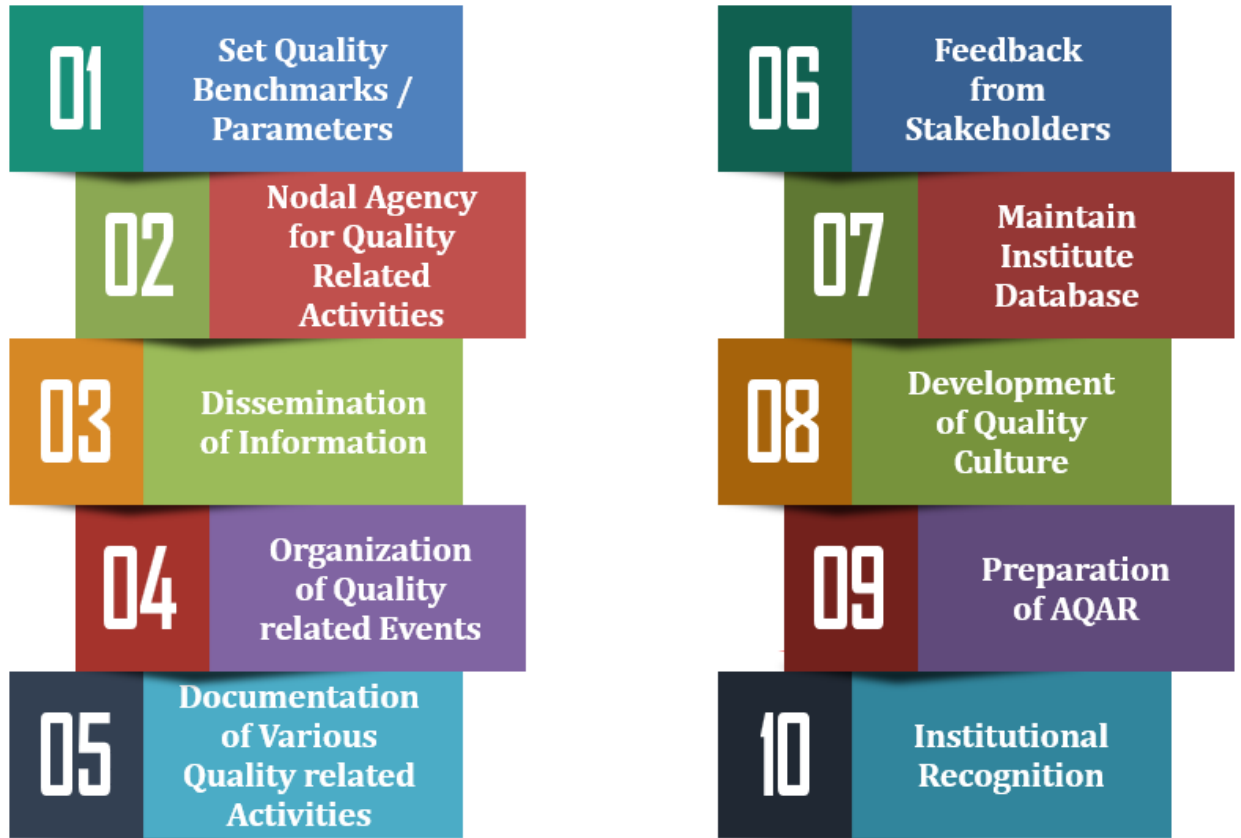 01
Set Quality
Benchmarks /
Parameters
02
Nodal Agency
for Quality
Related
Activities
03
Dissemination
of Information
04
Organization
of Quality
related Events
05
Documentation
of Various
Quality related
Activities
06
Feedback
from
Stakeholders
07
Maintain
Institute
Database
08
Development
of Quality
Culture
09
Preparation
of AQAR
10
Institutional
Recognition